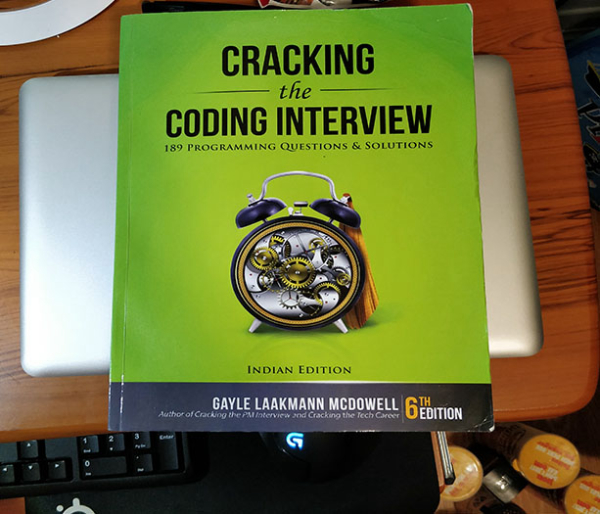 CRACKING
the
CODING INTERVIEW
189 PROGRAMMING QUESTIONS & SOLUTIONS
INDIAN EDITION
GAYLE LAAKMANN MCDOWELL
Author of Cracking the PM Interview and Cracking the Tech Career
6TH
EDITION
Enter
G